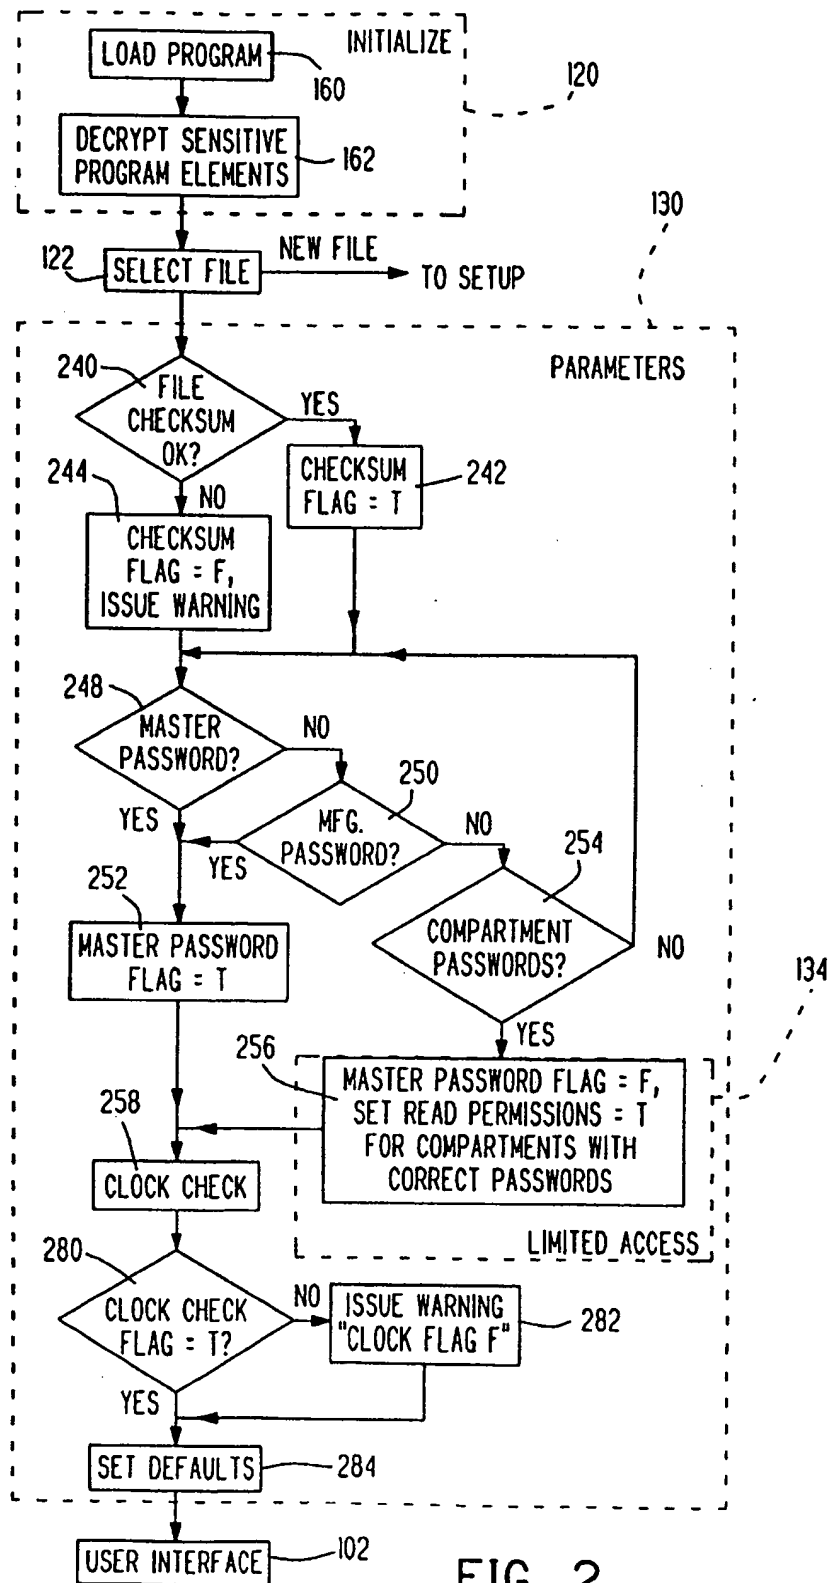 INITIALIZE
LOAD PROGRAM
160
120
DECRYPT SENSITIVE
PROGRAM ELEMENTS
162
130
122
SELECT FILE
NEW FILE
TO SETUP
PARAMETERS
240
FILE
CHECKSUM
OK?
YES
CHECKSUM
FLAG = T
242
244
NO
CHECKSUM
FLAG = F,
ISSUE WARNING
248
MASTER
PASSWORD?
NO
250
YES
MFG.
PASSWORD?
YES
NO
254
252
COMPARTMENT
PASSWORDS?
NO
MASTER PASSWORD
FLAG = T
134
YES
256
MASTER PASSWORD FLAG = F,
SET READ PERMISSIONS = T
FOR COMPARTMENTS WITH
CORRECT PASSWORDS
258
CLOCK CHECK
LIMITED ACCESS
280
CLOCK CHECK
FLAG = T?
NO
ISSUE WARNING
"CLOCK FLAG F"
282
YES
SET DEFAULTS
284
USER INTERFACE
102
FIG. 2